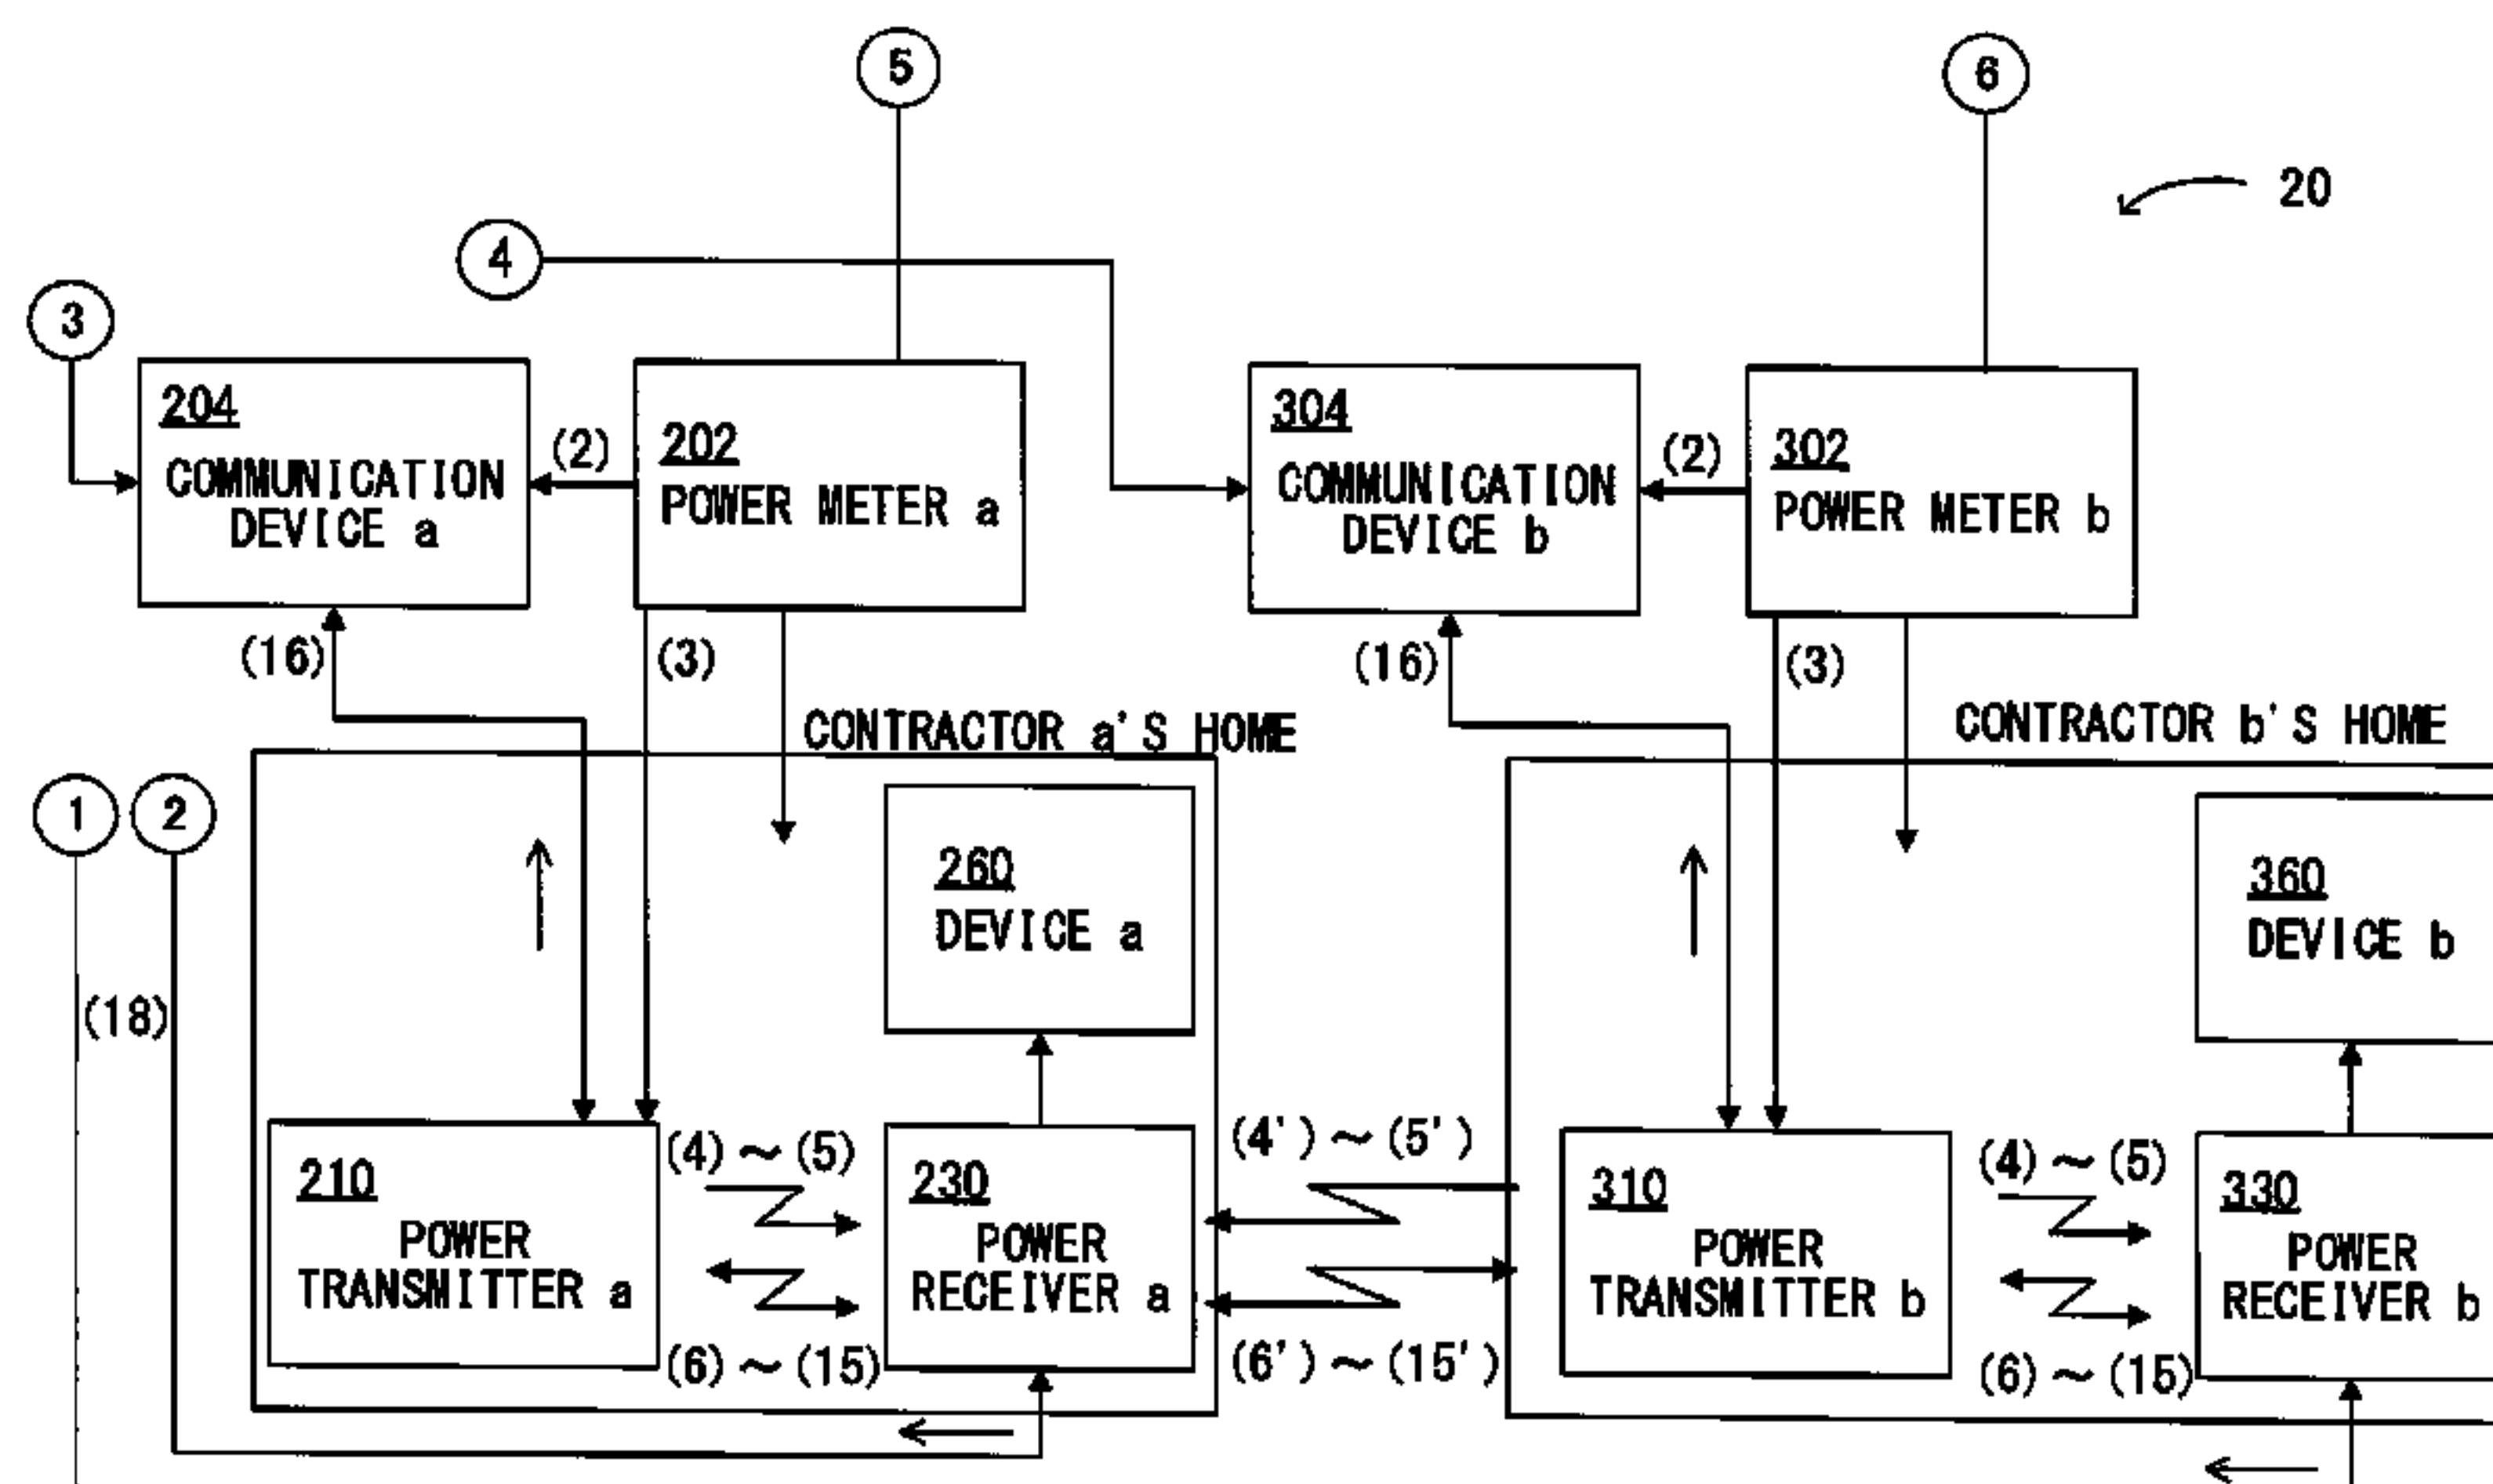 5
6
20
4
3
204
COMMUNICATION
DEVICE a
(2)
202
POWER METER a
304
COMMUNICATION
DEVICE b
(2)
302
POWER METER b
(16)
(3)
(16)
(3)
CONTRACTOR a'S HOME
CONTRACTOR b'S HOME
1
2
260
DEVICE a
360
DEVICE b
(18)
210
POWER
TRANSMITTER a
(4)~(5)
(6)~(15)
230
POWER
RECEIVER a
(4')~(5')
(6')~(15')
310
POWER
TRANSMITTER b
(4)~(5)
(6)~(15)
330
POWER
RECEIVER b